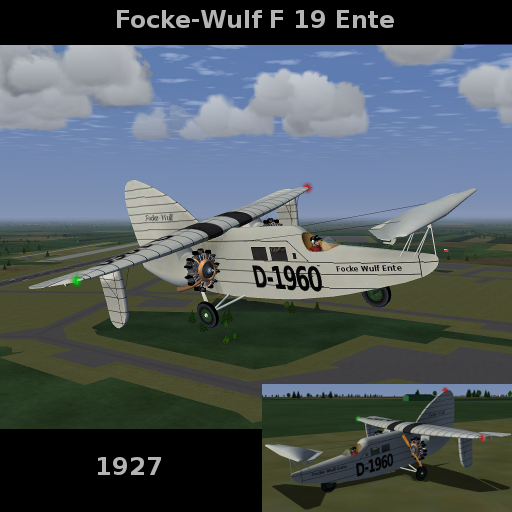 Focke-Wulf F 19 Ente
Focke-Wulf
D-1960
Focke Wulf Ente
1927
Focke Wulf Ente
D-1960